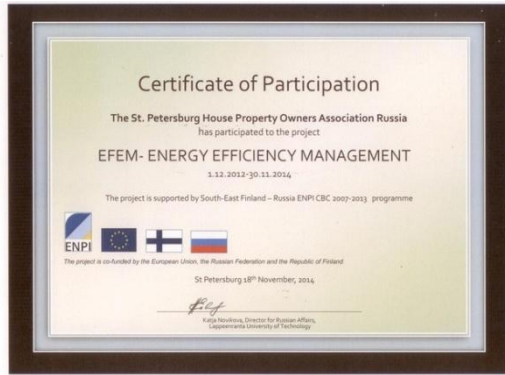 Certificate of Participation
The St. Petersburg House Property Owners Association Russia
has participated to the project
EFEM- ENERGY EFFICIENCY MANAGEMENT
1.12.2012-30.11.2014
The project is supported by South-East Finland – Russia ENPI CBC 2007-2013 programme
ENPI
The project is co-funded by the European Union, the Russian Federation and the Republic of Finland
St Petersburg 18th November, 2014
Katja Novikova, Director for Russian Affairs,
Lappeenranta University of Technology